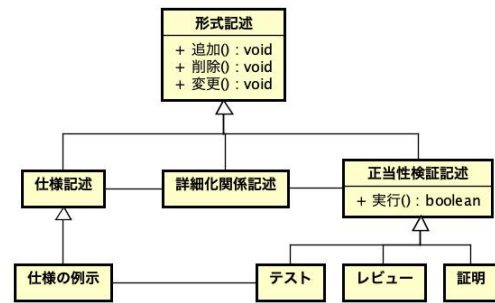 形式記述
+ 追加() : void
+ 削除() : void
+ 変更() : void
仕様記述
詳細化関係記述
正当性検証記述
+ 実行() : boolean
仕様の例示
テスト
レビュー
証明